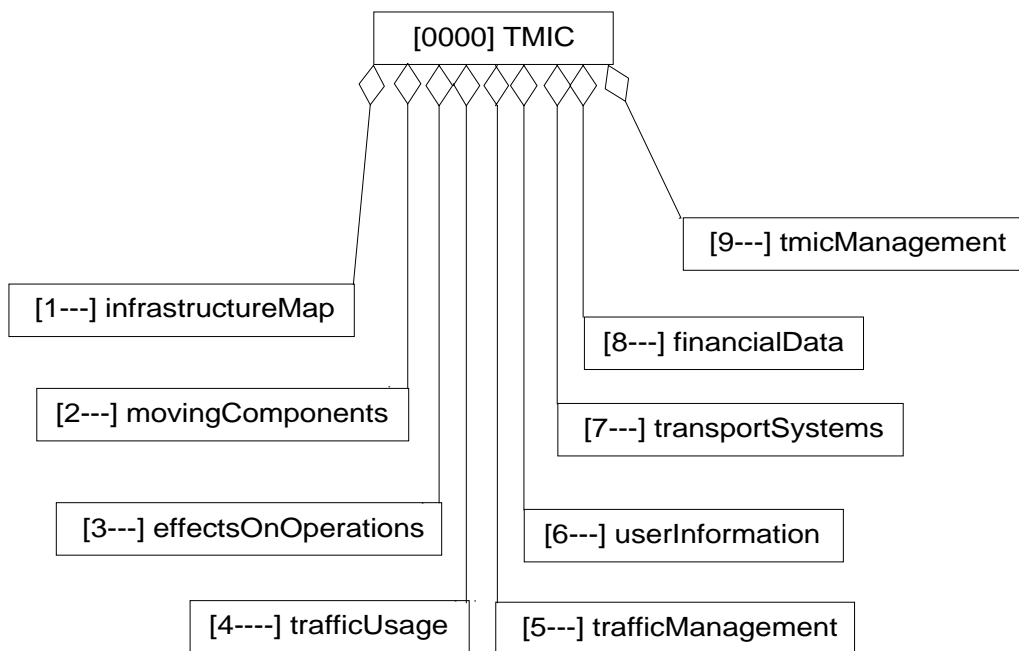 [0000] TMIC
[9---] tmicManagement
[1---] infrastructureMap
[8---] financialData
[2---] movingComponents
[7---] transportSystems
[3---] effectsOnOperations
[6---] userInformation
[4----] trafficUsage
[5---] trafficManagement